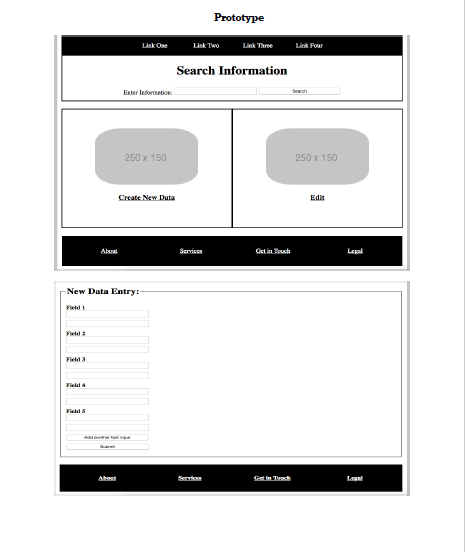 Prototype
Link One Link Two Link Three Link Four
Search Information
Enter Information: Search
250 x 150 250 x 150
Create New Data Edit
About Services Get in Touch Legal
New Data Entry:
Field 1
Field 2
Field 3
Field 4
Field 5
Add another text input
Submit
About Services Get in Touch Legal